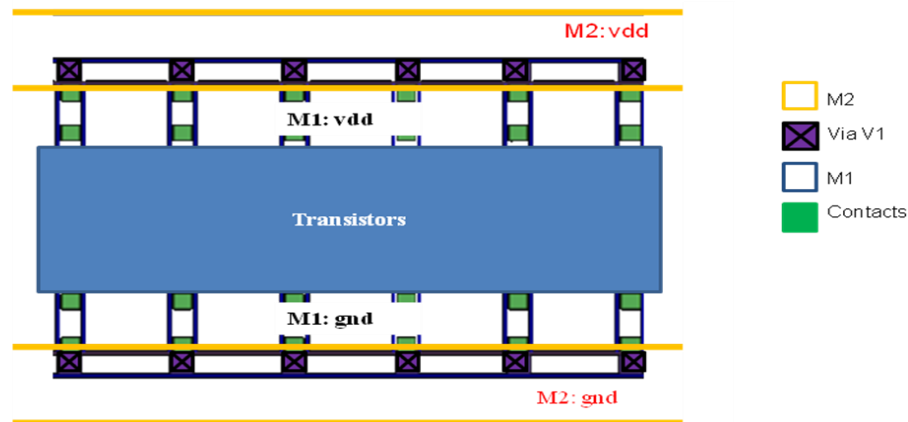 M2: vdd
M1: vdd
Transistors
M1: gnd
M2: gnd
M2
Via V1
M1
Contacts